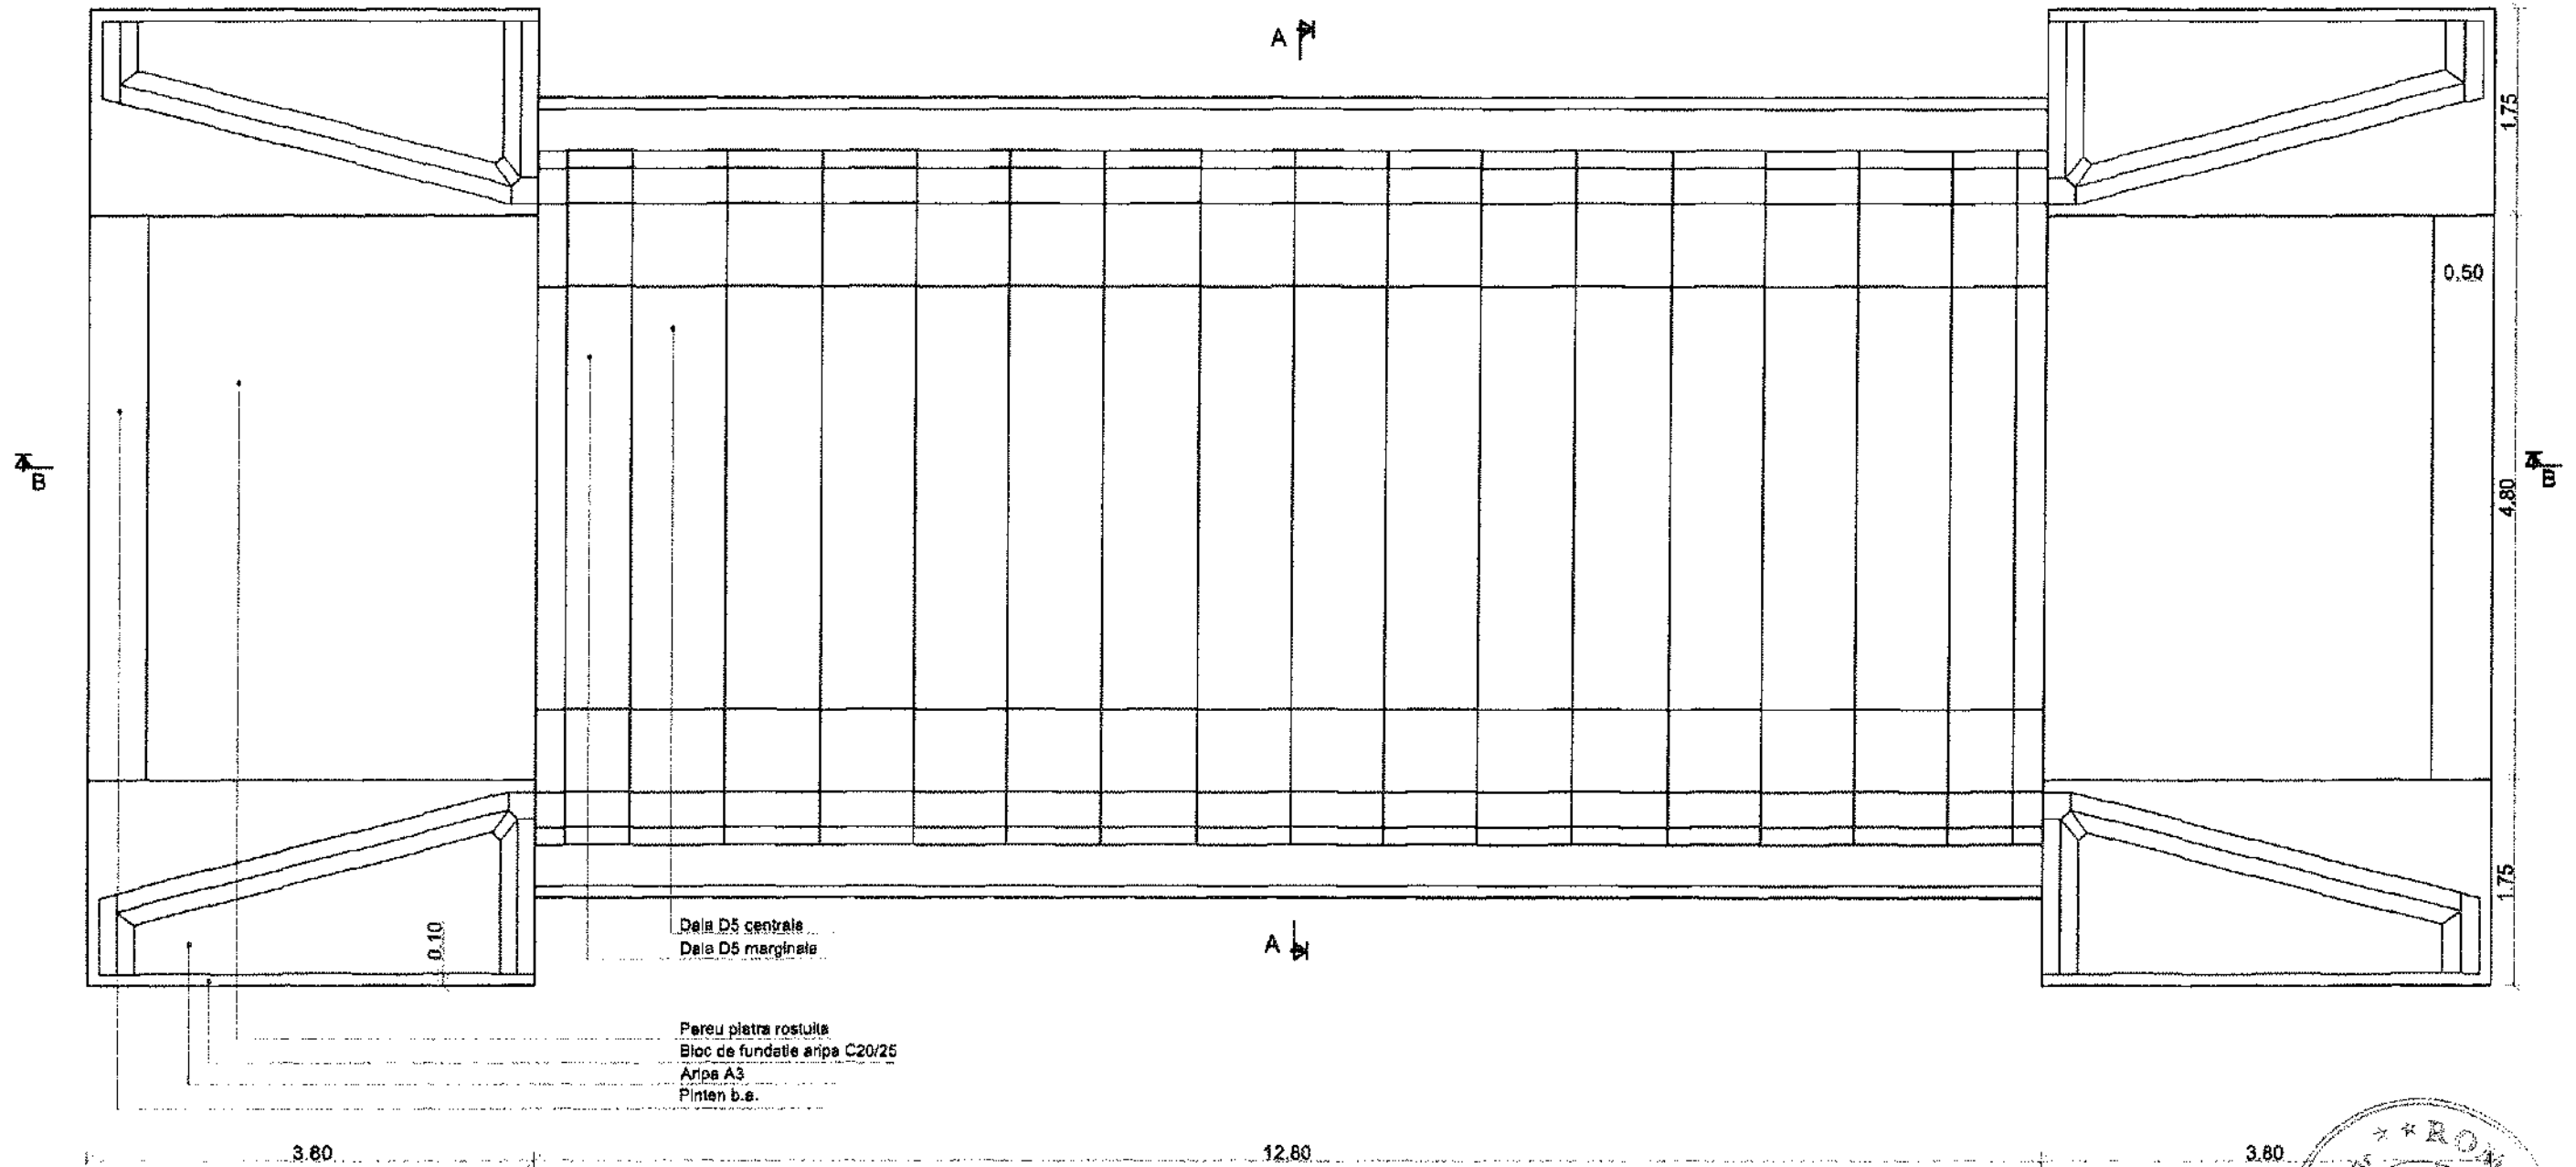 A
1.75
0.50
B
B
4.80
1.75
0.10
Dala D5 centrala
Dala D5 marginala
A
Pereu piatra rostuita
Bloc de fundatie aripa C20/25
Aripa A3
Pinten b.a.
3.80
12.80
3.80